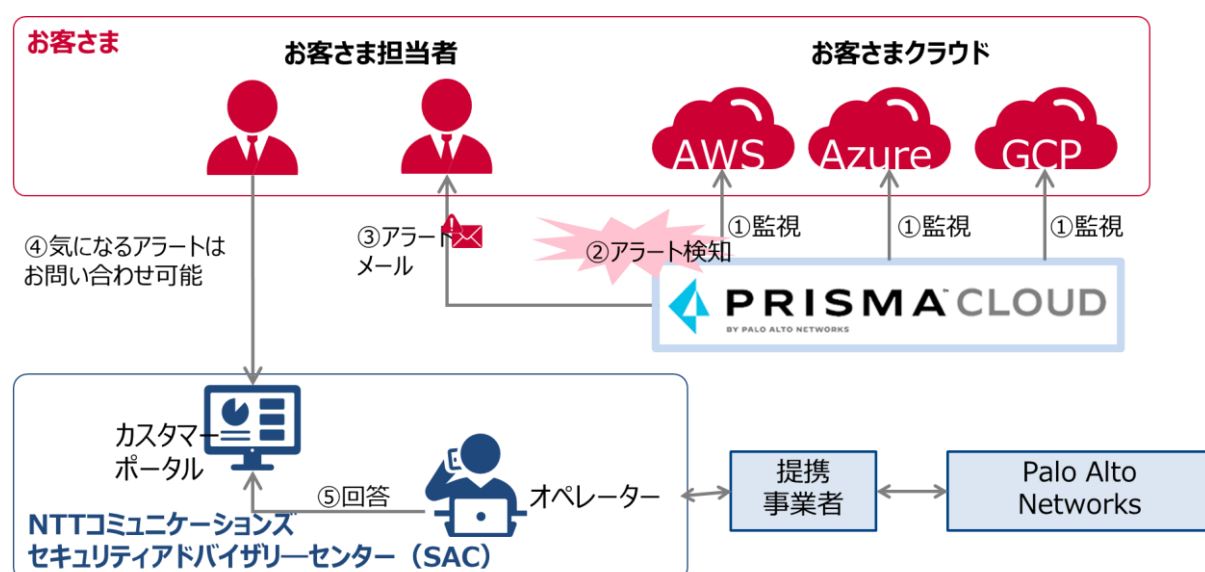 お客さま
お客さま担当者
お客さまクラウド
AWS
Azure
GCP
④気になるアラートは
お問い合わせ可能
③アラート
メール
②アラート検知
①監視
①監視
①監視
PRISMA™ CLOUD
BY PALO ALTO NETWORKS
カスタマー
ポータル
⑤回答
オペレーター
提携
事業者
Palo Alto
Networks
NTTコミュニケーションズ
セキュリティアドバイザリーセンター（SAC）